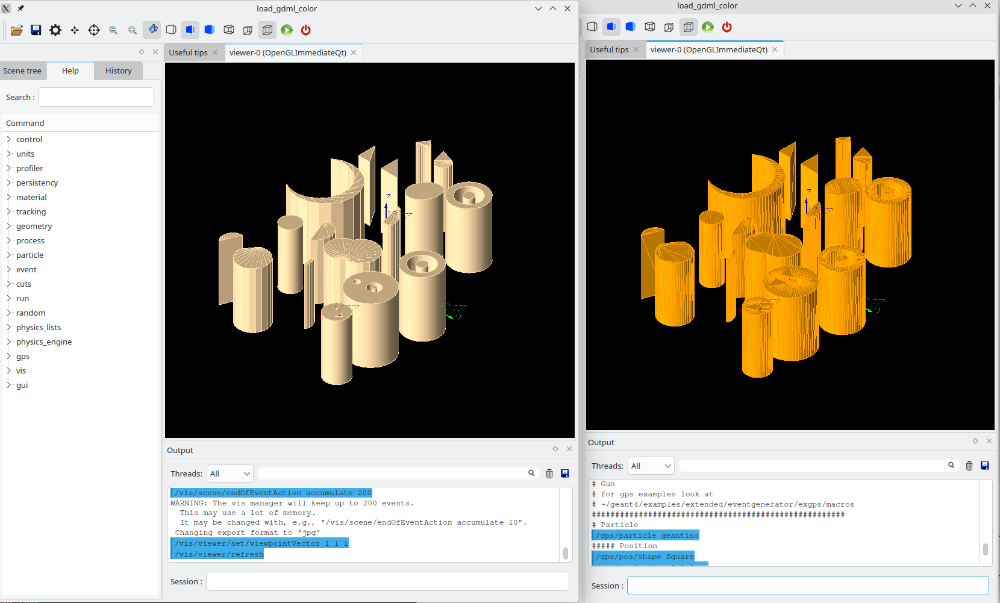 load_gdml_color
Useful tips
viewer-0 (OpenGLImmediateQt)
Scene tree
Help
History
Search :
Command
control
units
profiler
persistency
material
tracking
geometry
process
particle
event
cuts
run
random
physics_lists
physics_engine
gps
vis
gui
z
Output
Threads:
All
/vis/scene/endOfEventAction accumulate 200
WARNING: The vis manager will keep up to 200 events.
This may use a lot of memory.
It may be changed with, e.g., "/vis/scene/endOfEventAction accumulate 10".
Changing export format to "jpg"
/vis/viewer/set/viewpointVector 1 1 1
/vis/viewer/refresh
Session :
load_gdml_color
Useful tips
viewer-0 (OpenGLImmediateQt)
z
Output
Threads:
All
# Gun
# for gps examples look at
# ~/geant4/examples/extended/eventgenerator/exgps/macros
######################################################
# Particle
/gps/particle geantino
##### Position
/gps/pos/shape Square
Session :